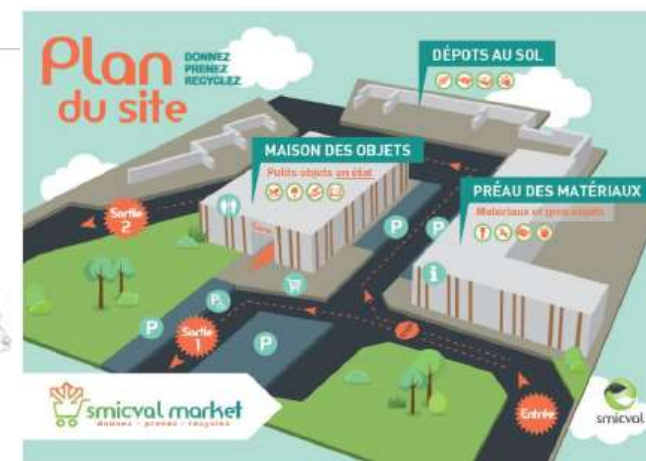 Plan
du site
DONNEZ
PRENEZ
RECYCLEZ
DÉPOTS AU SOL
MAISON DES OBJETS
Petits objets en état
PRÉAU DES MATÉRIAUX
Matériaux et gros objets
Sortie
2
P
P
P
P
P
Sortie
1
i
Entrée
smicval market
donnez - prenez - recyclez
smicval